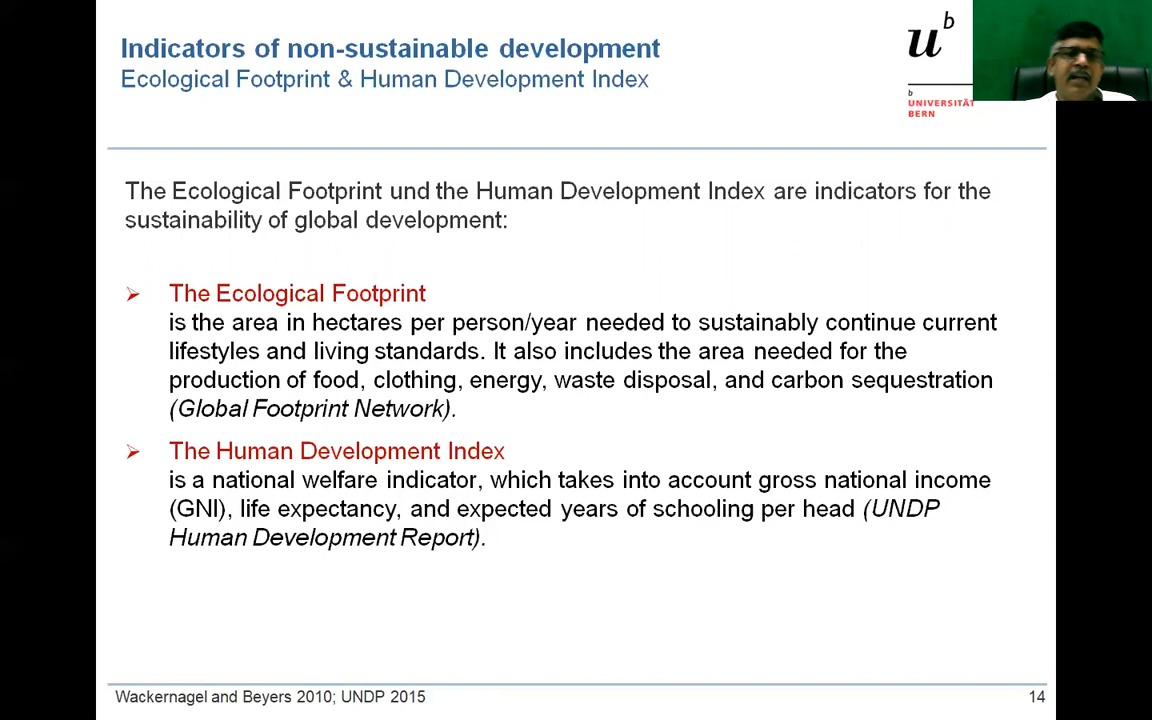 Indicators of non-sustainable development
Ecological Footprint & Human Development Index
u b
b
UNIVERSITÄT
BERN
The Ecological Footprint und the Human Development Index are indicators for the
sustainability of global development:
The Ecological Footprint
is the area in hectares per person/year needed to sustainably continue current
lifestyles and living standards. It also includes the area needed for the
production of food, clothing, energy, waste disposal, and carbon sequestration
(Global Footprint Network).
The Human Development Index
is a national welfare indicator, which takes into account gross national income
(GNI), life expectancy, and expected years of schooling per head (UNDP
Human Development Report).
Wackernagel and Beyers 2010; UNDP 2015
14